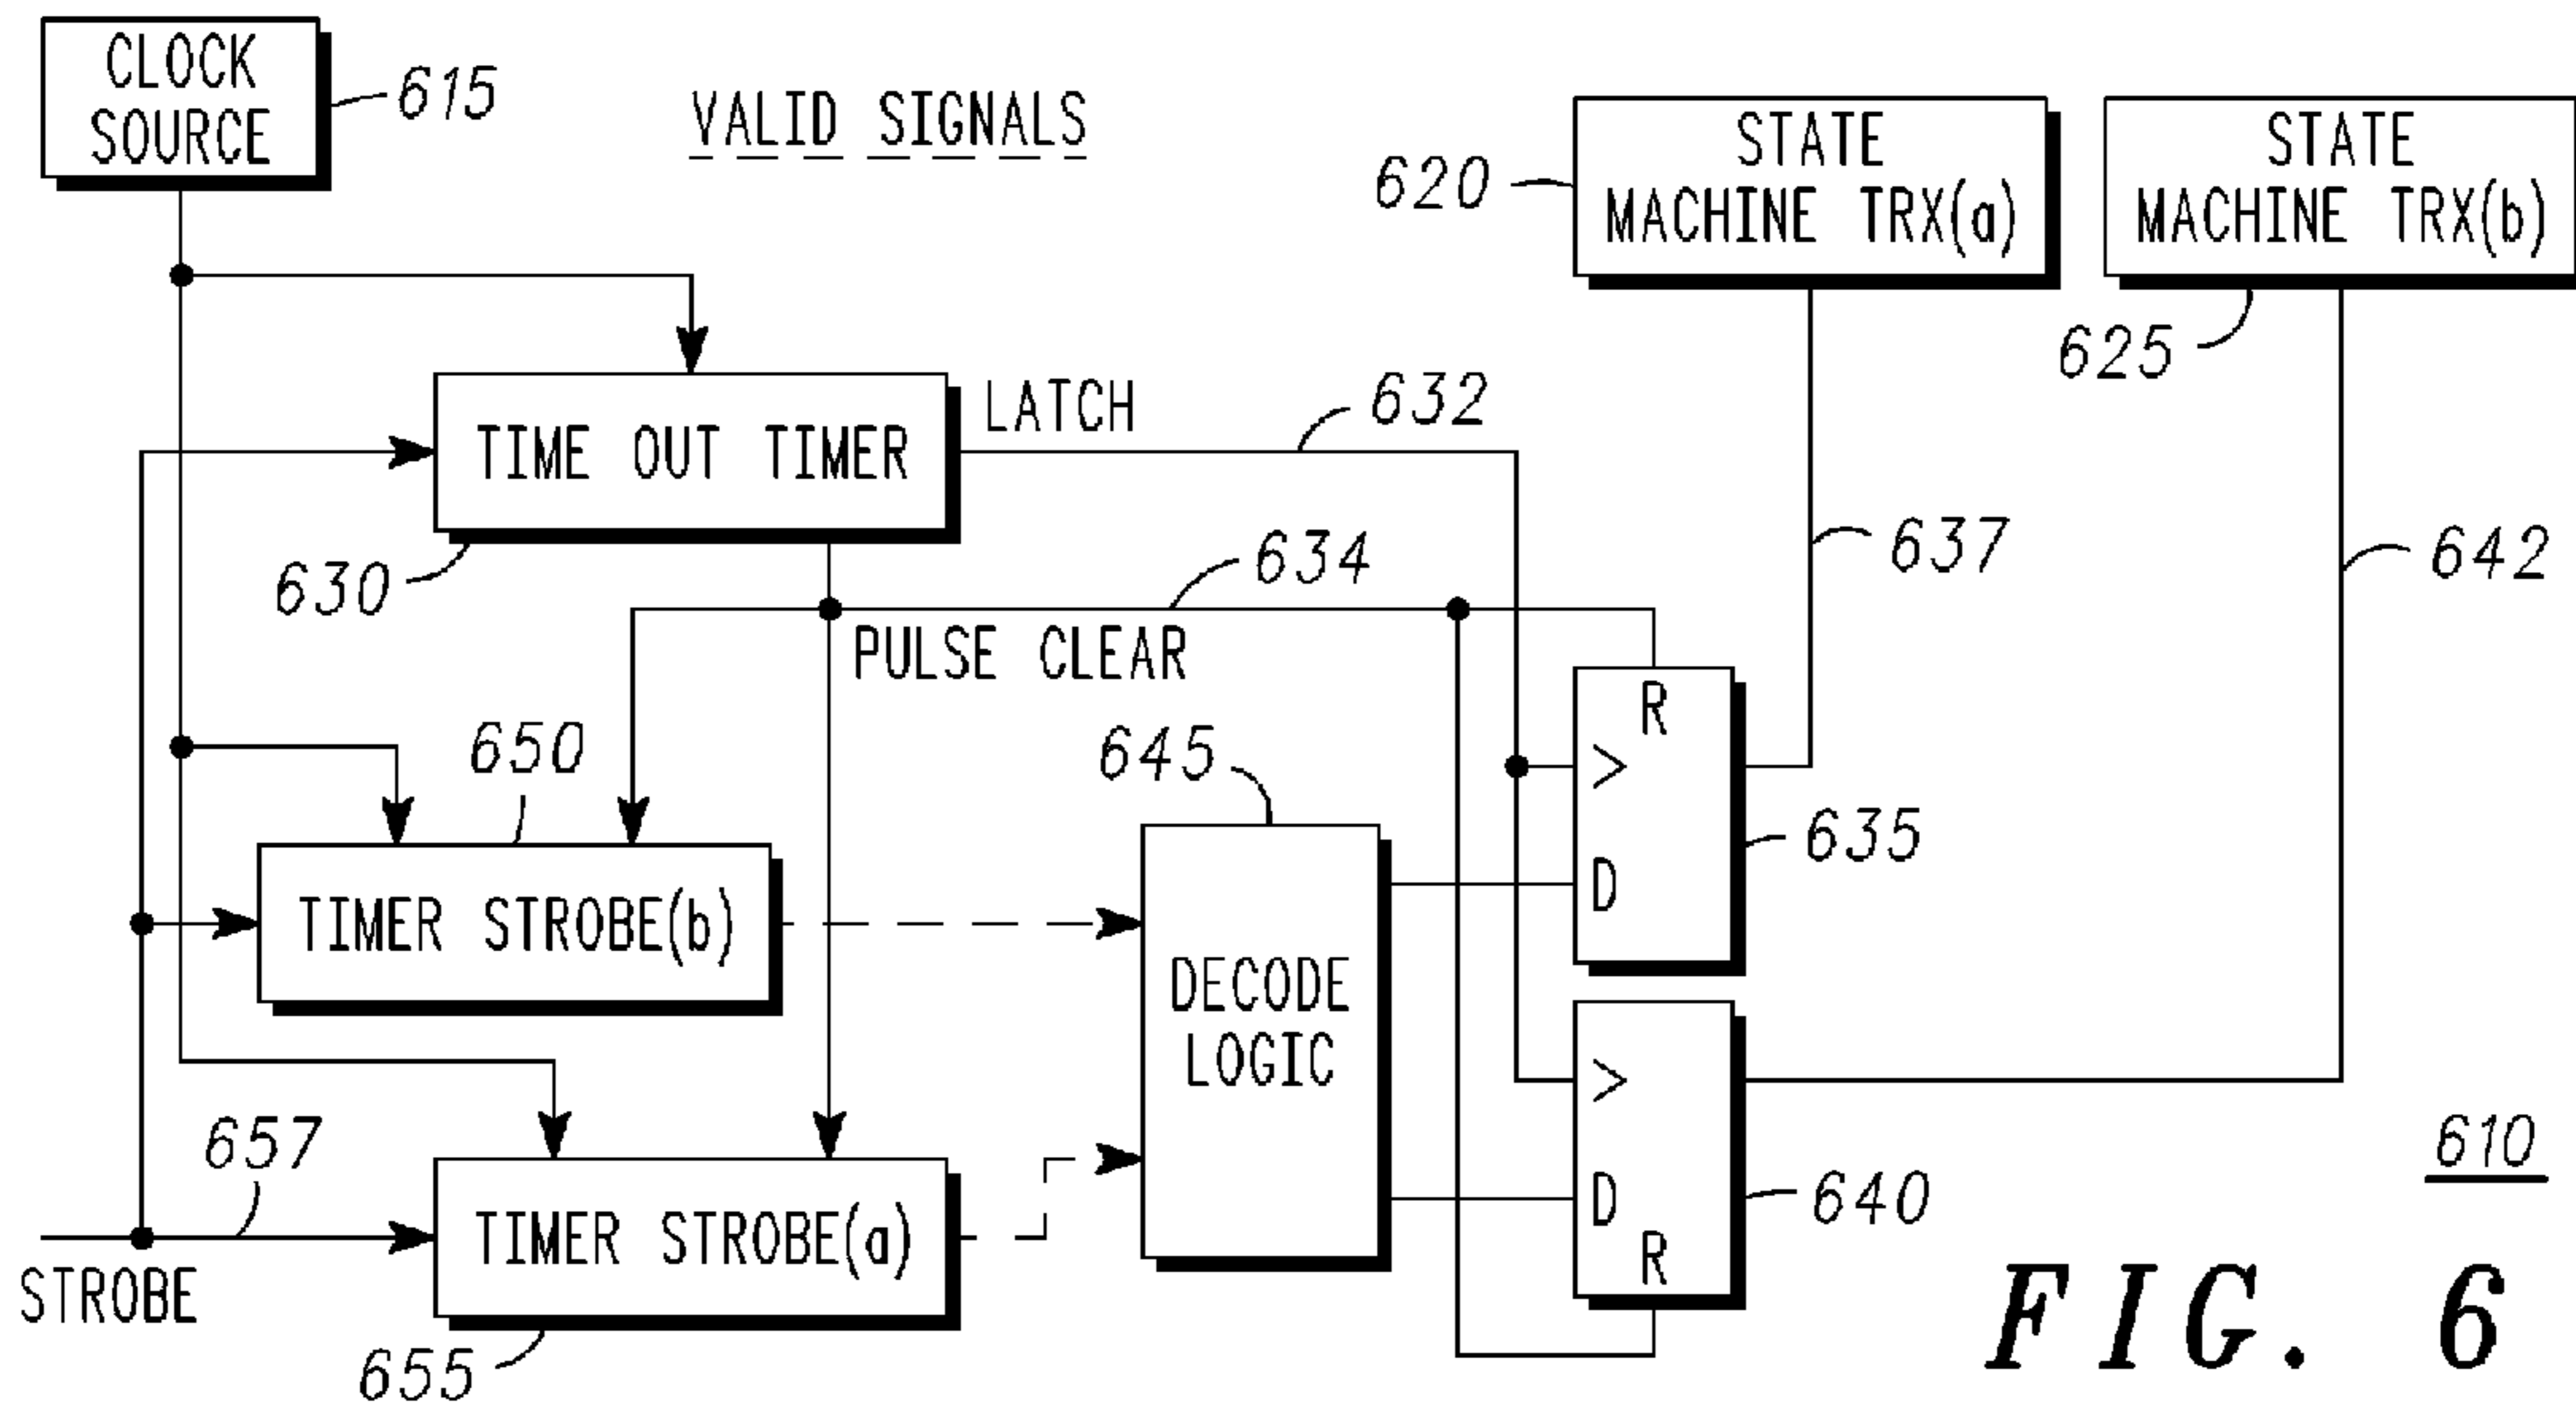 CLOCK
SOURCE
615
VALID SIGNALS
620
STATE
MACHINE TRX(a)
STATE
MACHINE TRX(b)
625
TIME OUT TIMER
LATCH
632
630
634
637
642
PULSE CLEAR
650
645
R
>
D
635
TIMER STROBE(b)
DECODE
LOGIC
>
D
R
640
657
STROBE
TIMER STROBE(a)
655
610
FIG. 6